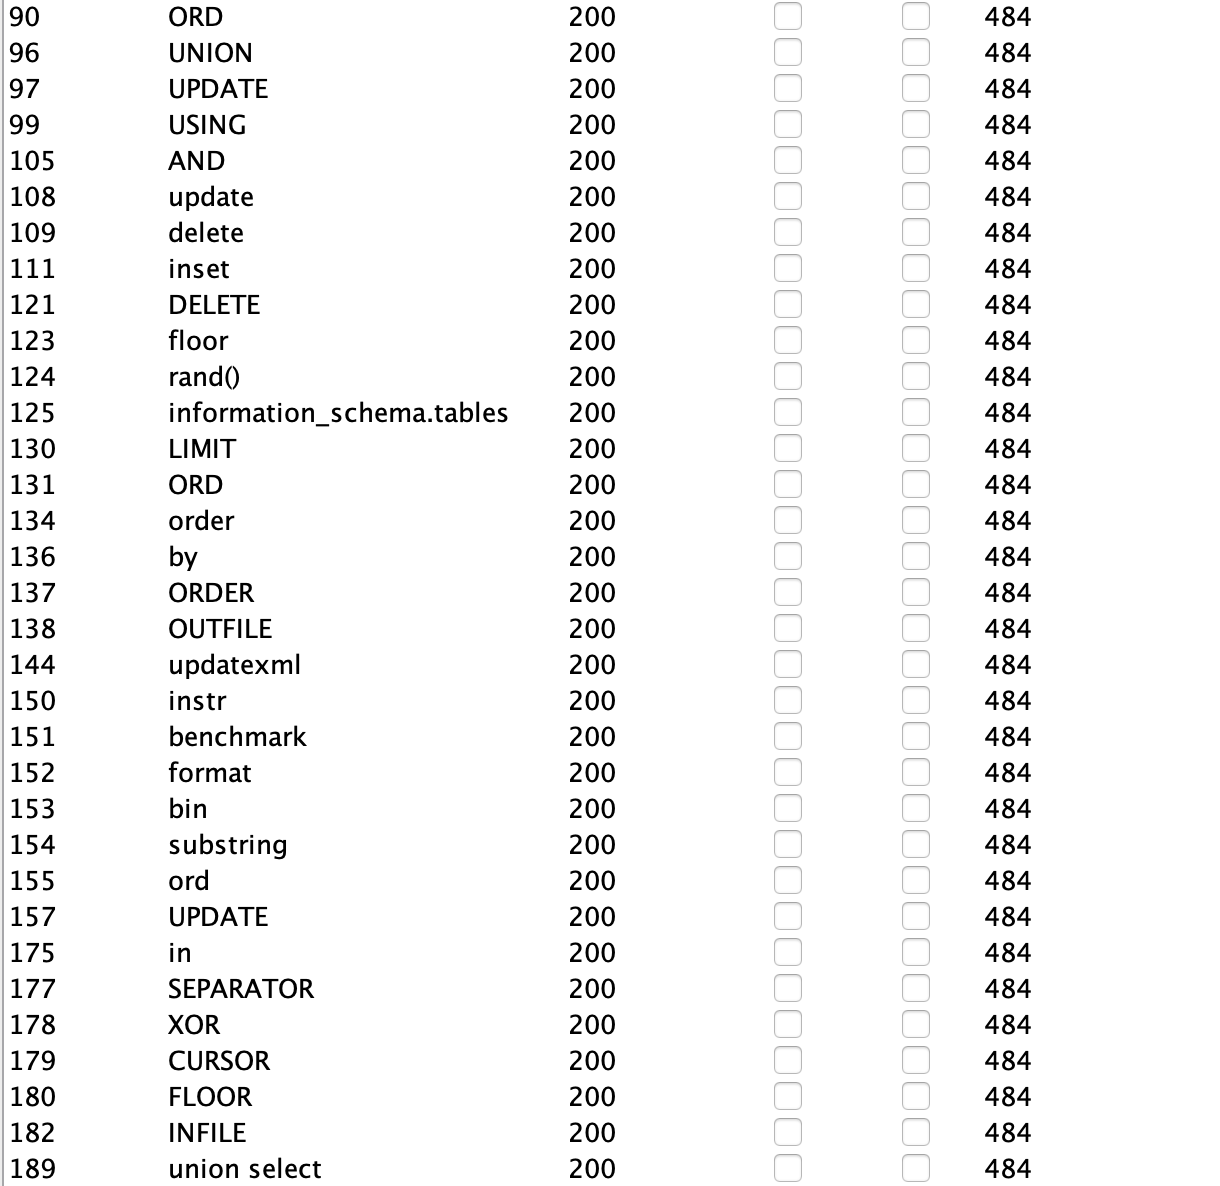 90 ORD 200 484
96 UNION 200 484
97 UPDATE 200 484
99 USING 200 484
105 AND 200 484
108 update 200 484
109 delete 200 484
111 inset 200 484
121 DELETE 200 484
123 floor 200 484
124 rand() 200 484
125 information_schema.tables 200 484
130 LIMIT 200 484
131 ORD 200 484
134 order 200 484
136 by 200 484
137 ORDER 200 484
138 OUTFILE 200 484
144 updatexml 200 484
150 instr 200 484
151 benchmark 200 484
152 format 200 484
153 bin 200 484
154 substring 200 484
155 ord 200 484
157 UPDATE 200 484
175 in 200 484
177 SEPARATOR 200 484
178 XOR 200 484
179 CURSOR 200 484
180 FLOOR 200 484
182 INFILE 200 484
189 union select 200 484